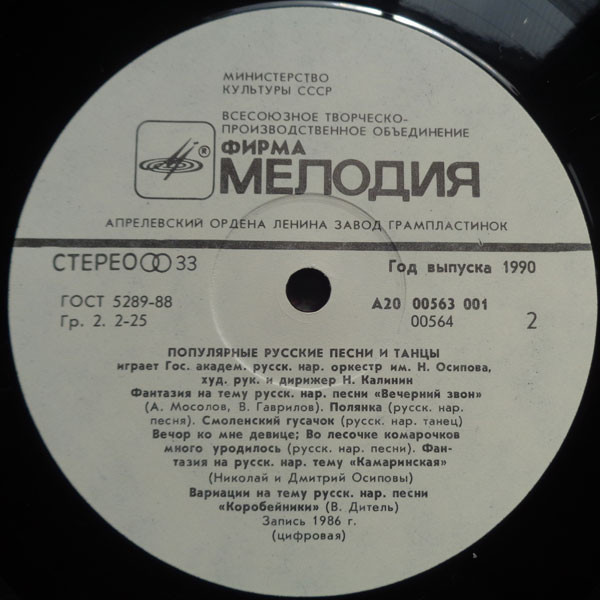 МИНИСТЕРСТВО
КУЛЬТУРЫ СССР
ВСЕСОЮЗНОЕ ТВОРЧЕСКО-
ПРОИЗВОДСТВЕННОЕ ОБЪЕДИНЕНИЕ
ФИРМА
®
МЕЛОДИЯ
АПРЕЛЕВСКИЙ ОРДЕНА ЛЕНИНА ЗАВОД ГРАМПЛАСТИНОК
СТЕРЕО 33 Год выпуска 1990
ГОСТ 5289-88 А20 00563 001
Гр. 2. 2-25 00564 2
ПОПУЛЯРНЫЕ РУССКИЕ ПЕСНИ И ТАНЦЫ
играет Гос. академ. русск. нар. оркестр им. Н. Осипова,
худ. рук. и дирижер Н. Калинин
Фантазия на тему русск. нар. песни «Вечерний звон»
(А. Мосолов, В. Гаврилов). Полянка (русск. нар.
песня). Смоленский гусачок (русск. нар. танец)
Вечор ко мне девице; Во лесочке комарочков
много уродилось (русск. нар. песни). Фан-
тазия на русск. нар. тему «Камаринская»
(Николай и Дмитрий Осиповы)
Вариации на тему русск. нар. песни
«Коробейники» (В. Дитель)
Запись 1986 г.
(цифровая)